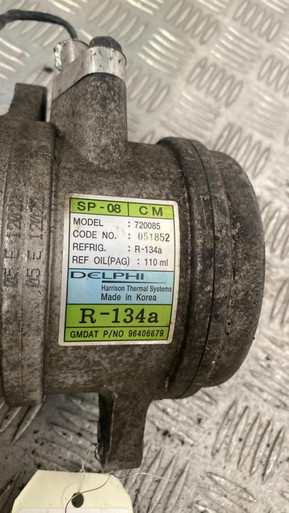 SP-08 CM
MODEL : 720085
CODE NO. : 051852
REFRIG. : R-134a
REF OIL(PAG) : 110 ml
DELPHI
Harrison Thermal Systems
Made in Korea
R-134a
GMDAT P/NO 96406679